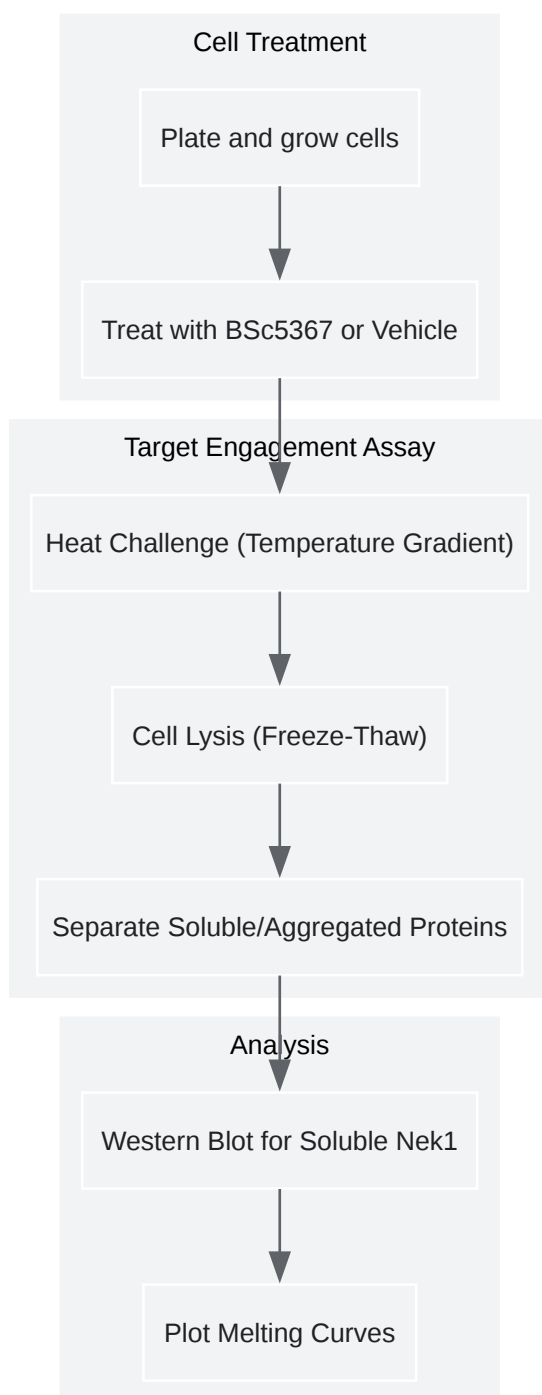 Cell Treatment
Plate and grow cells
Treat with BSc5367 or Vehicle
Target Engagement Assay
Heat Challenge (Temperature Gradient)
Cell Lysis (Freeze-Thaw)
Separate Soluble/Aggregated Proteins
Analysis
Western Blot for Soluble Nek1
Plot Melting Curves